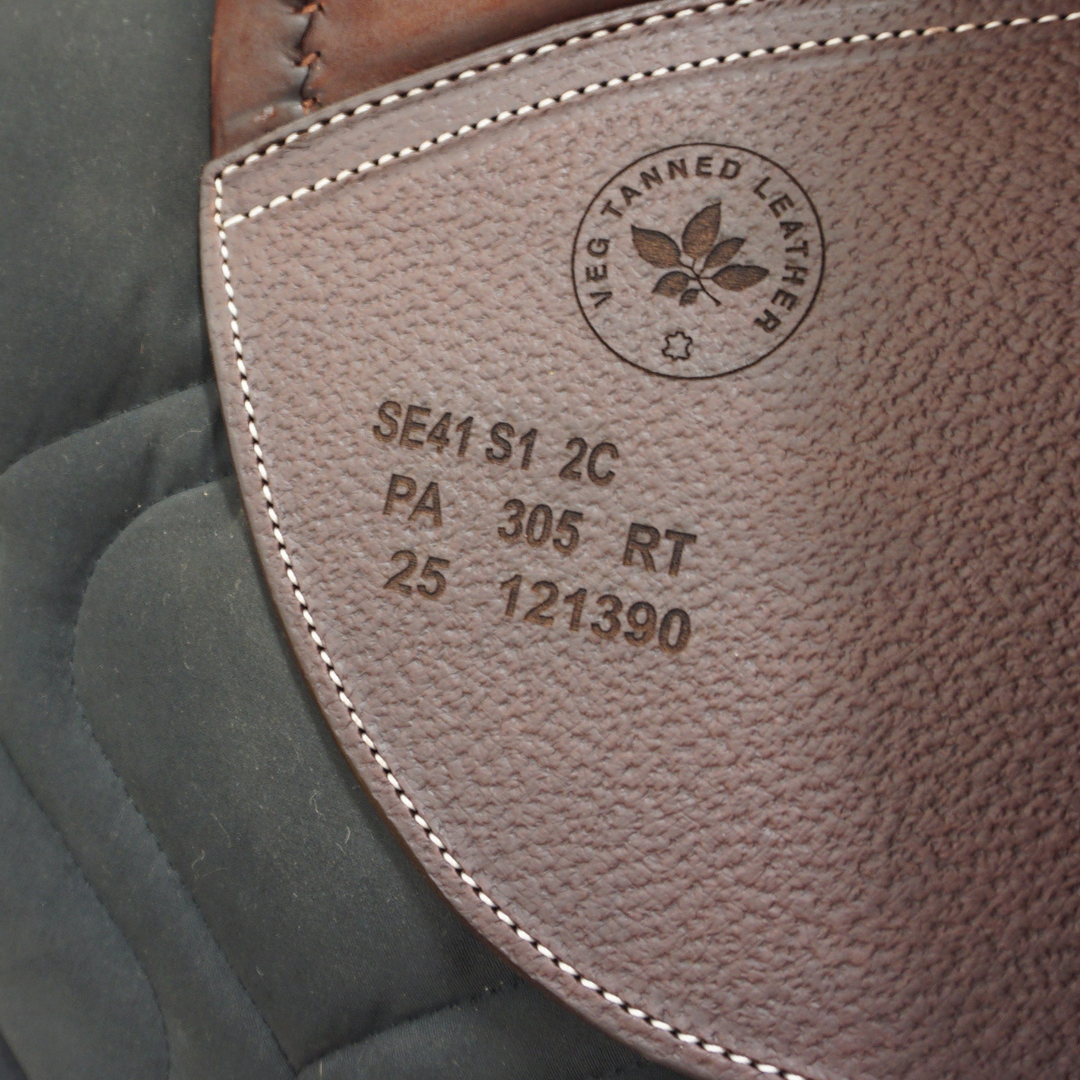 VEG TANNED LEATHER
SE41 S1 2C
PA 305 RT
25 121390